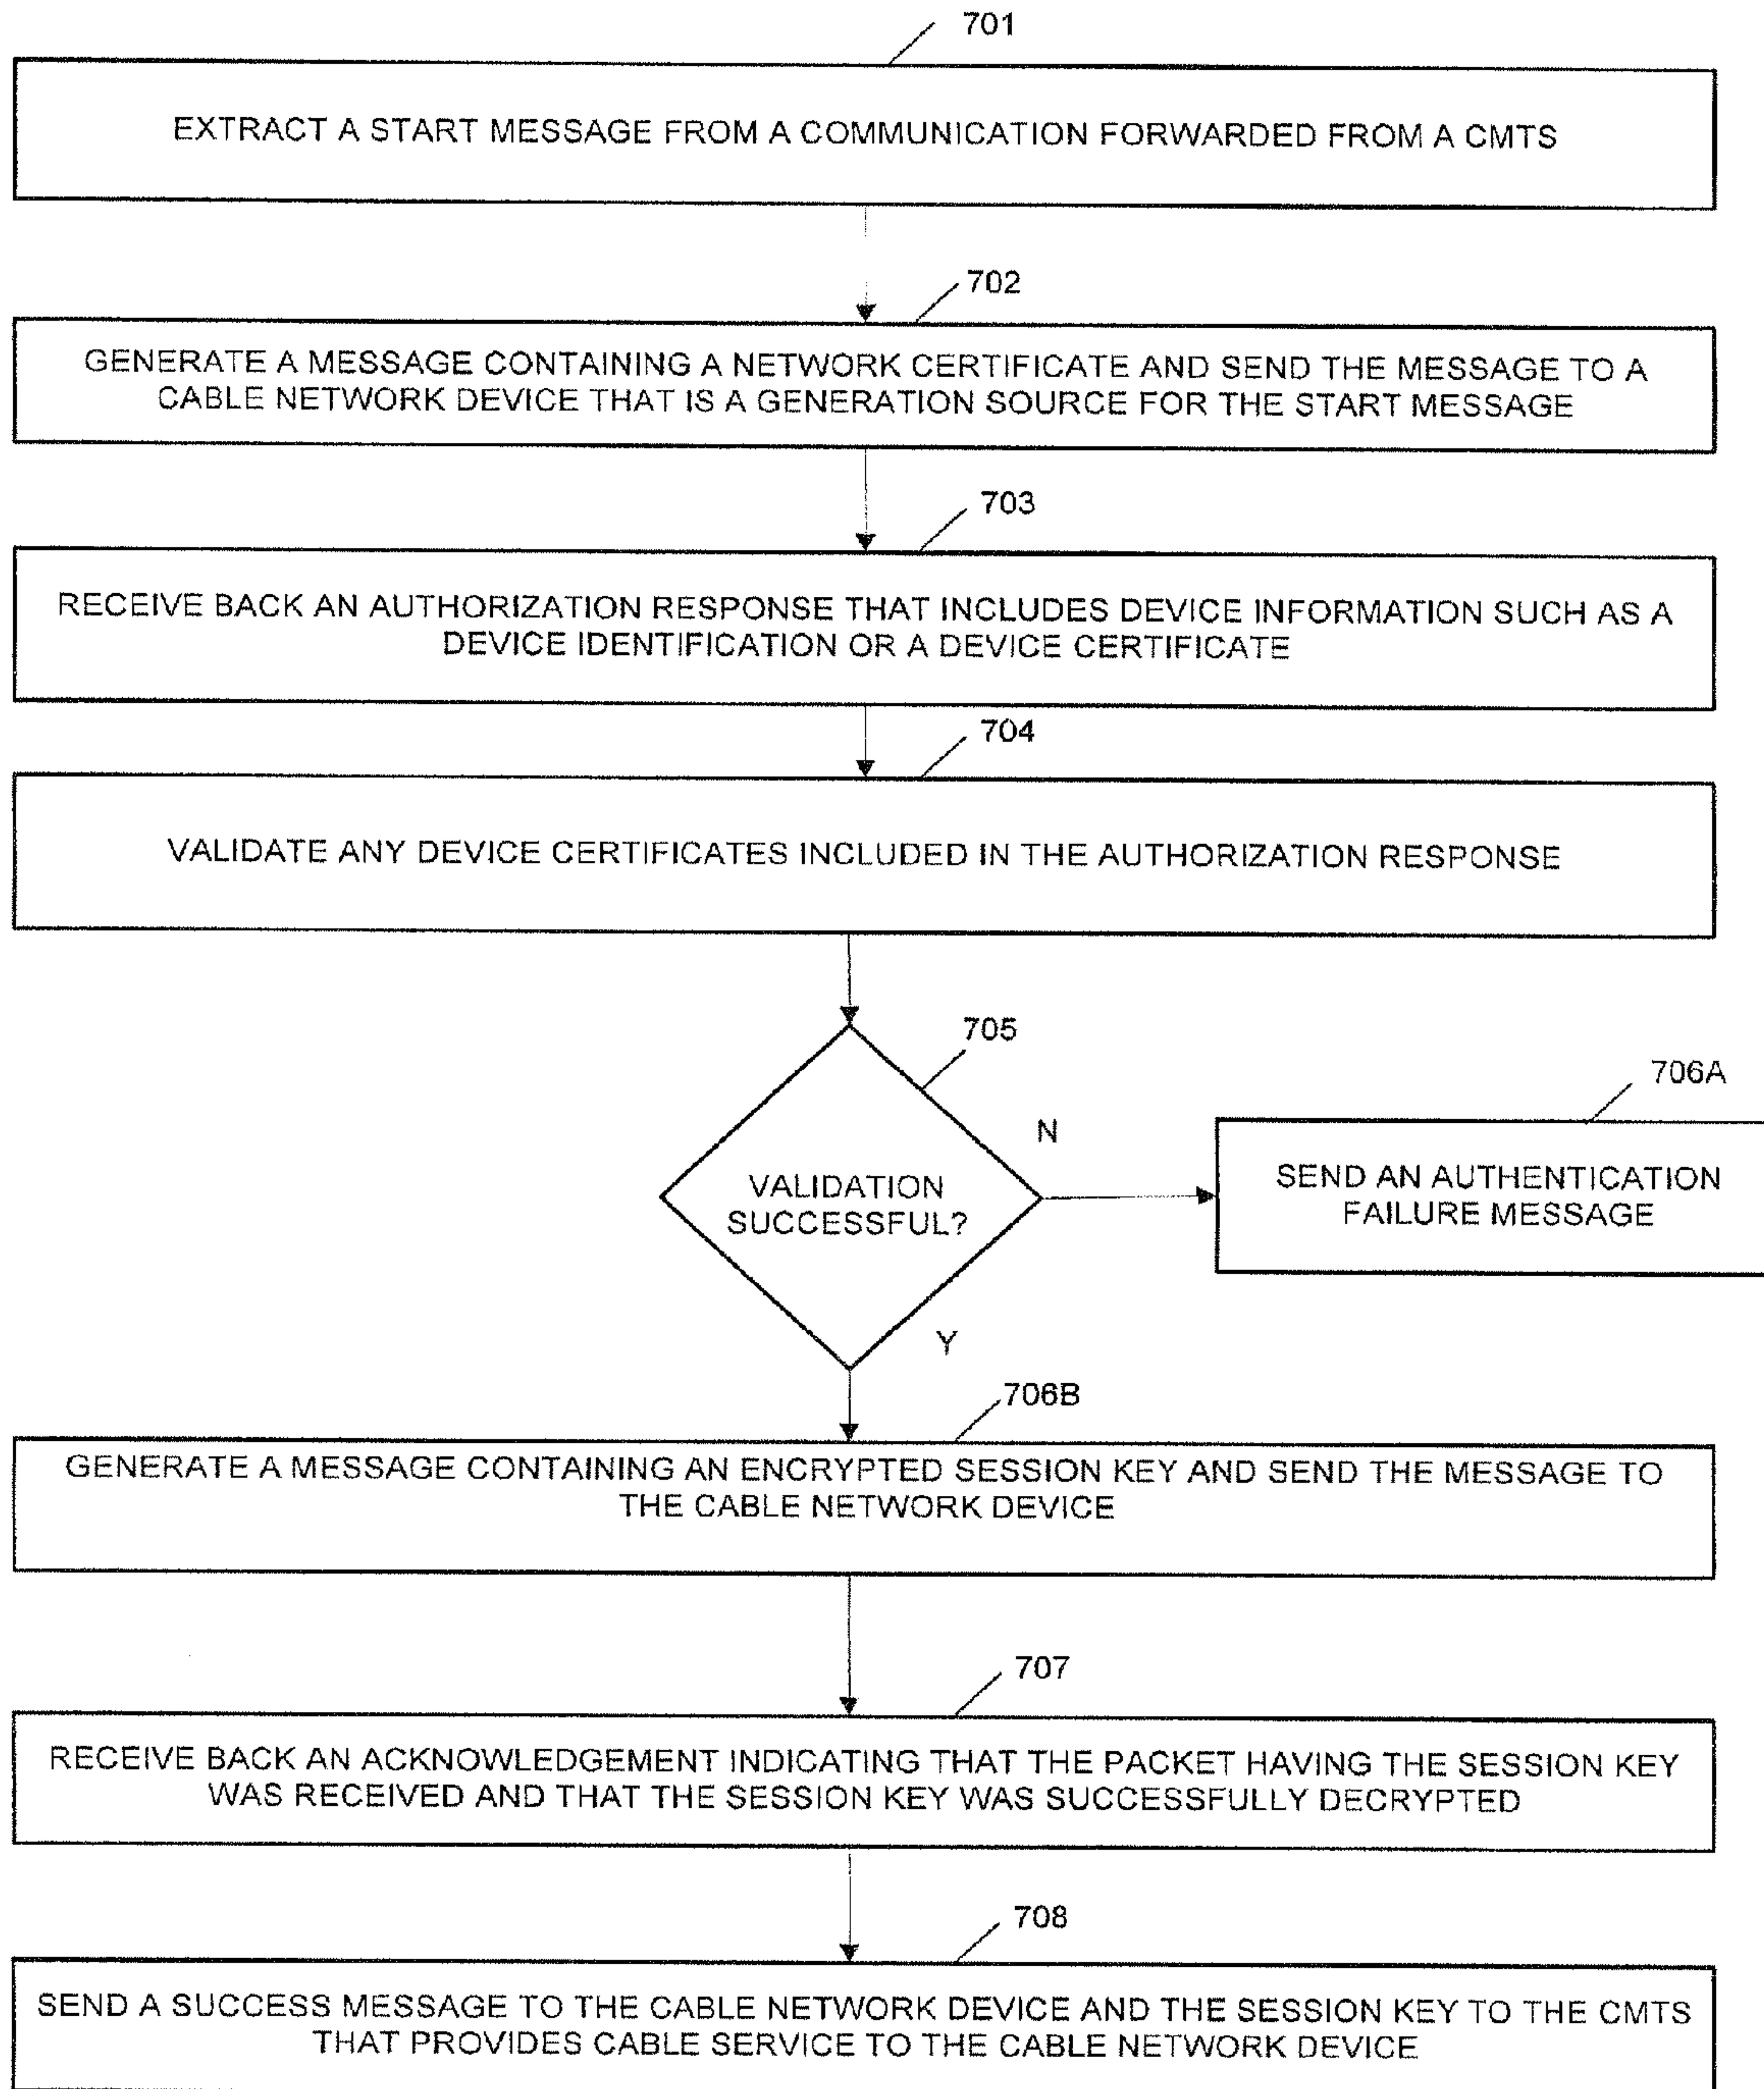 701
EXTRACT A START MESSAGE FROM A COMMUNICATION FORWARDED FROM A CMTS
702
GENERATE A MESSAGE CONTAINING A NETWORK CERTIFICATE AND SEND THE MESSAGE TO A
CABLE NETWORK DEVICE THAT IS A GENERATION SOURCE FOR THE START MESSAGE
703
RECEIVE BACK AN AUTHORIZATION RESPONSE THAT INCLUDES DEVICE INFORMATION SUCH AS A
DEVICE IDENTIFICATION OR A DEVICE CERTIFICATE
704
VALIDATE ANY DEVICE CERTIFICATES INCLUDED IN THE AUTHORIZATION RESPONSE
705
VALIDATION
SUCCESSFUL?
N
706A
SEND AN AUTHENTICATION
FAILURE MESSAGE
Y
706B
GENERATE A MESSAGE CONTAINING AN ENCRYPTED SESSION KEY AND SEND THE MESSAGE TO
THE CABLE NETWORK DEVICE
707
RECEIVE BACK AN ACKNOWLEDGEMENT INDICATING THAT THE PACKET HAVING THE SESSION KEY
WAS RECEIVED AND THAT THE SESSION KEY WAS SUCCESSFULLY DECRYPTED
708
SEND A SUCCESS MESSAGE TO THE CABLE NETWORK DEVICE AND THE SESSION KEY TO THE CMTS
THAT PROVIDES CABLE SERVICE TO THE CABLE NETWORK DEVICE